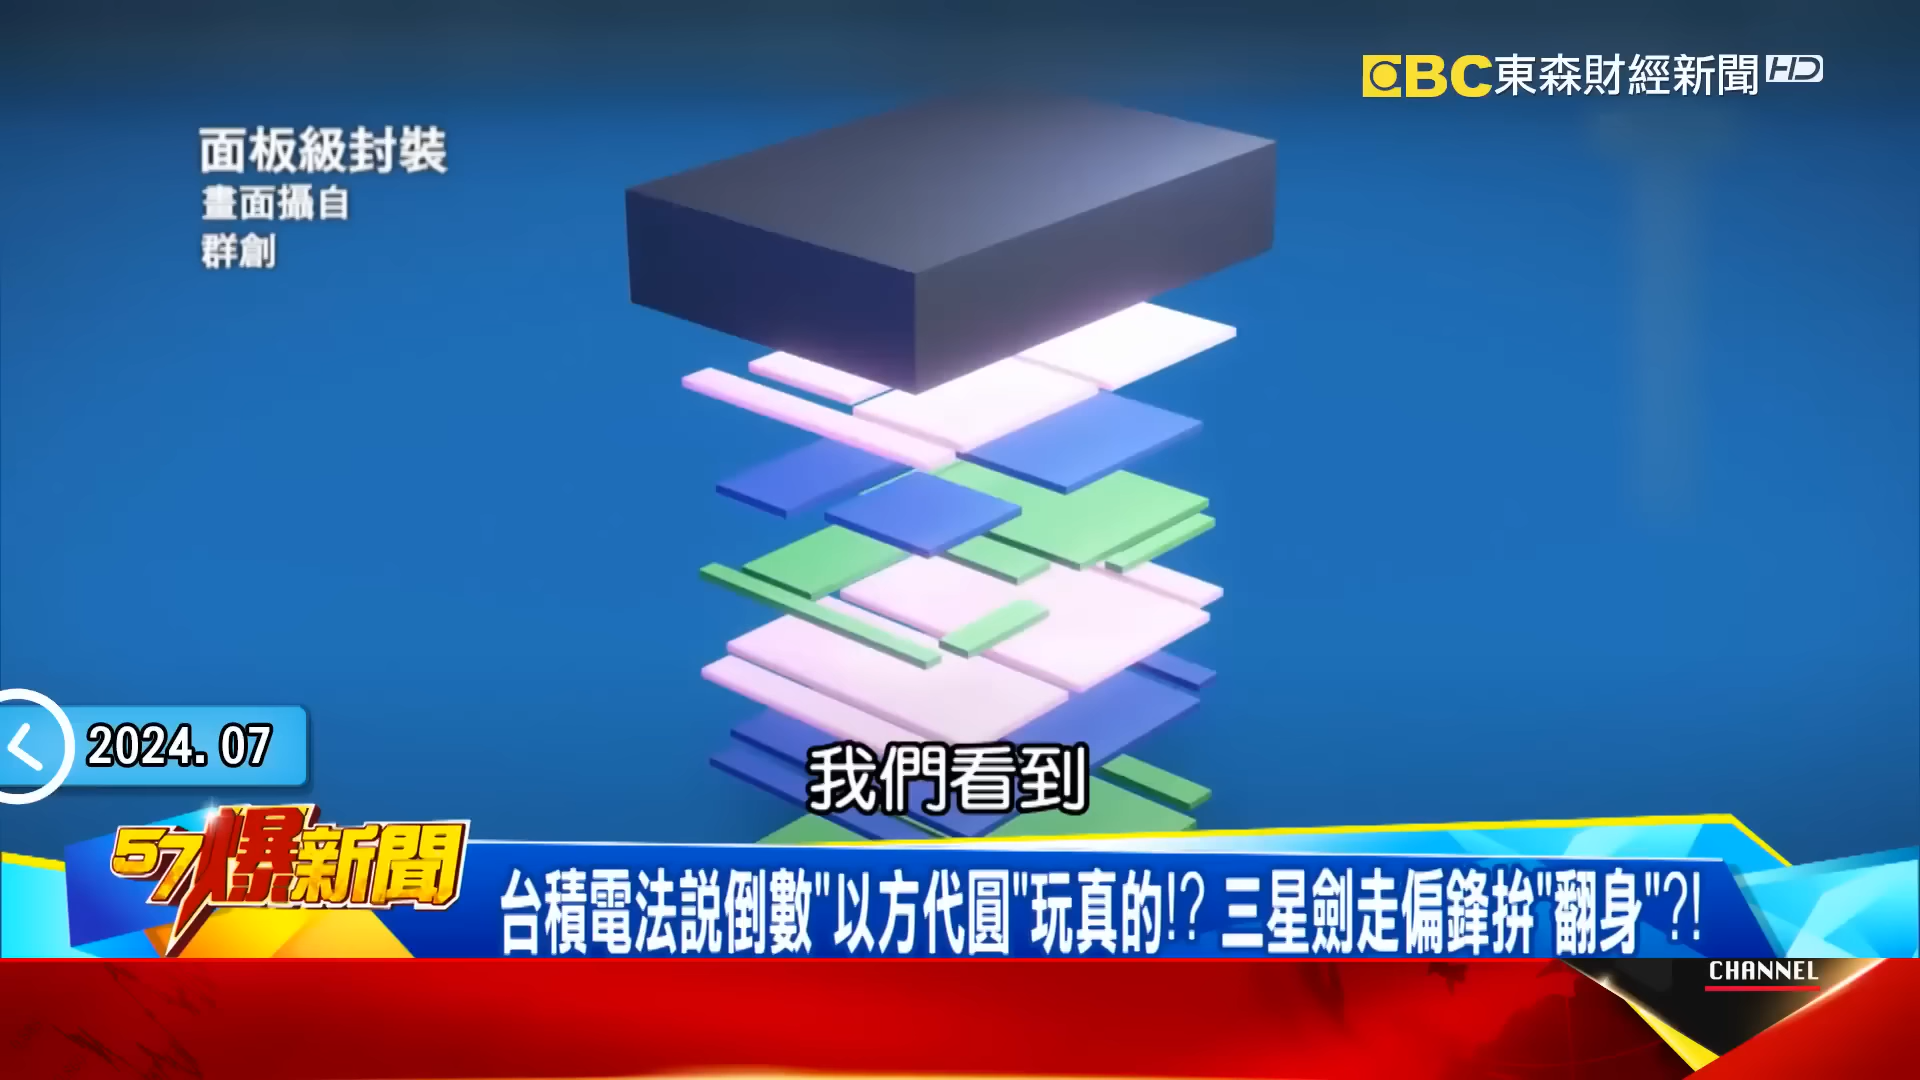 EBC東森財經新聞HD
面板級封裝
畫面攝自
群創
2024.07
我們看到
57爆新聞
台積電法説倒數"以方代圓"玩真的!? 三星劍走偏鋒拚"翻身"?!
CHANNEL